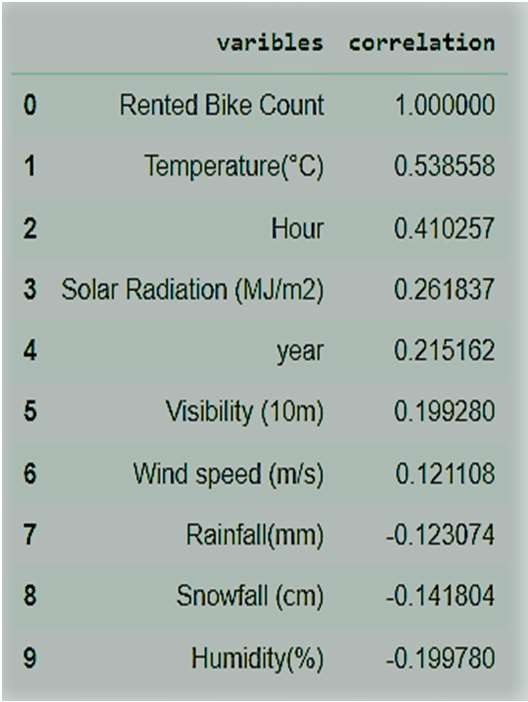 varibles correlation
0 Rented Bike Count 1.000000
1 Temperature(°C) 0.538558
2 Hour 0.410257
3 Solar Radiation (MJ/m2) 0.261837
4 year 0.215162
5 Visibility (10m) 0.199280
6 Wind speed (m/s) 0.121108
7 Rainfall(mm) -0.123074
8 Snowfall (cm) -0.141804
9 Humidity(%) -0.199780